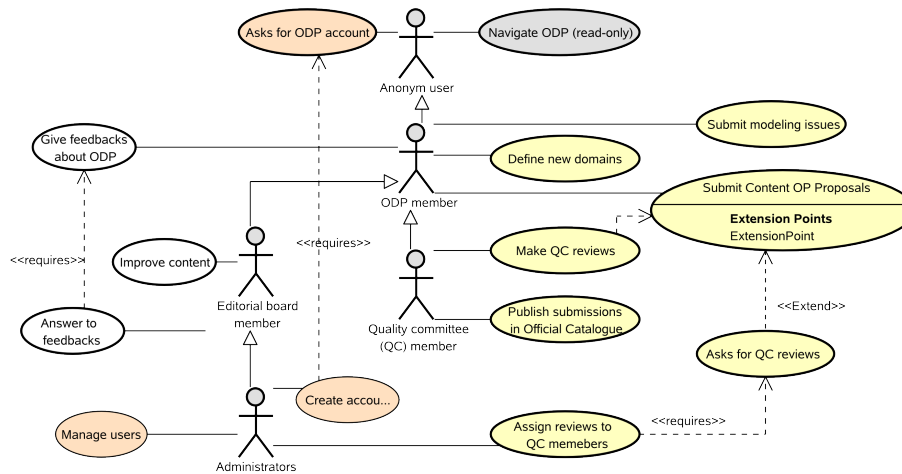 Asks for ODP account
Navigate ODP (read-only)
Anonym user
Submit modeling issues
Give feedbacks
about ODP
Define new domains
Submit Content OP Proposals
ODP member
Extension Points
ExtensionPoint
<<requires>>
Make QC reviews
<<requires>>
Improve content
Editorial board
member
<<Extend>>
Publish submissions
in Official Catalogue
Answer to
feedbacks
Quality committee
(QC) member
Asks for QC reviews
Create accou...
<<requires>>
Manage users
Assign reviews to
QC memebers
Administrators